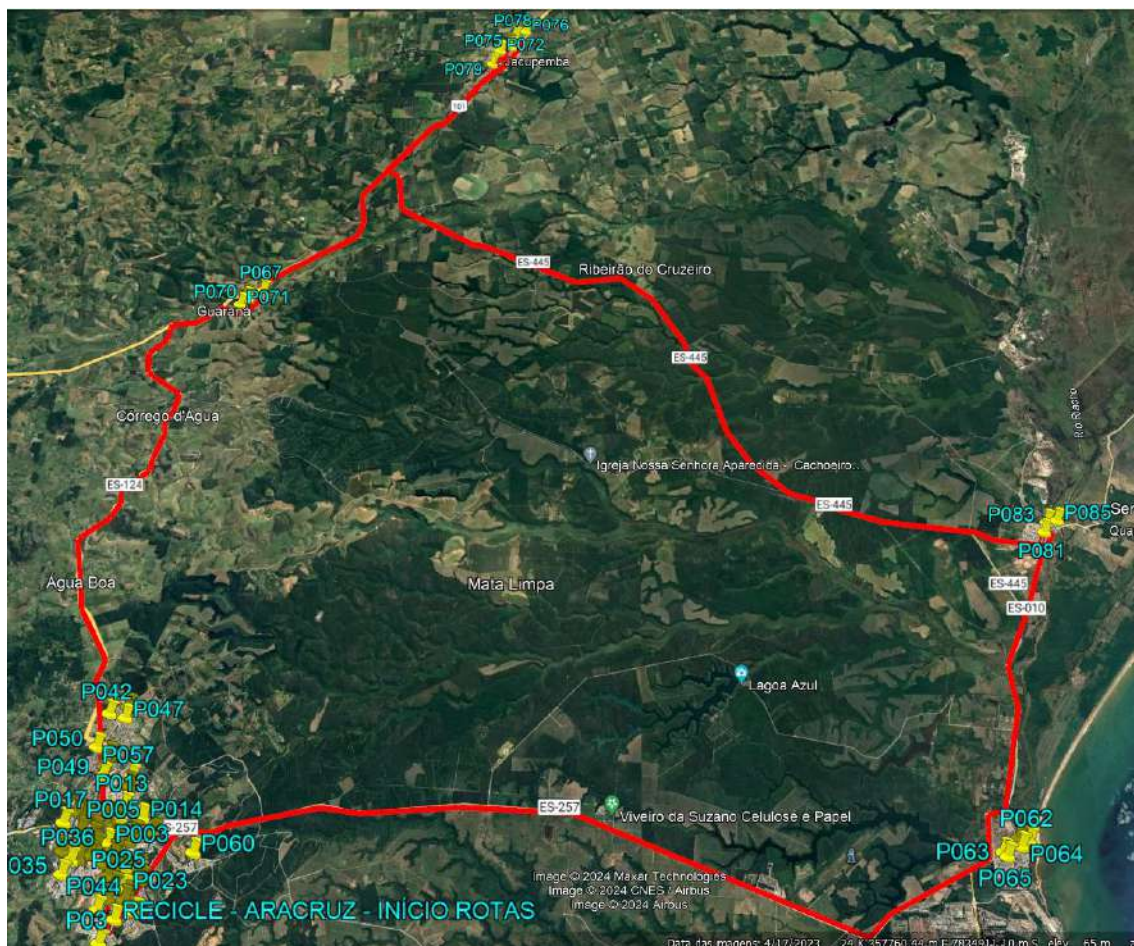 P078
P076
P075
P072
P079
Jacupemba
101
ES-445
Ribeirão do Cruzeiro
P067
P070
P071
Guaraná
ES-445
Córrego d'Água
Rio Riacho
Igreja Nossa Senhora Aparecida - Cachoeiro...
ES-124
ES-445
P083
P085
Ser
Qua
P081
Água Boa
Mata Limpa
ES-445
ES-010
P042
P047
Lagoa Azul
P050
P057
P049
P013
P017
P005
P014
ES-257
Viveiro da Suzano Celulose e Papel
P062
P036
P003
S-257
P060
P063
P064
035
P025
P065
P044
P023
Image © 2024 Maxar Technologies
Image © 2024 CNES / Airbus
Image © 2024 Airbus
P03
RECICLE - ARACRUZ - INÍCIO ROTAS
Data das imagens: 4/17/2023
65 m